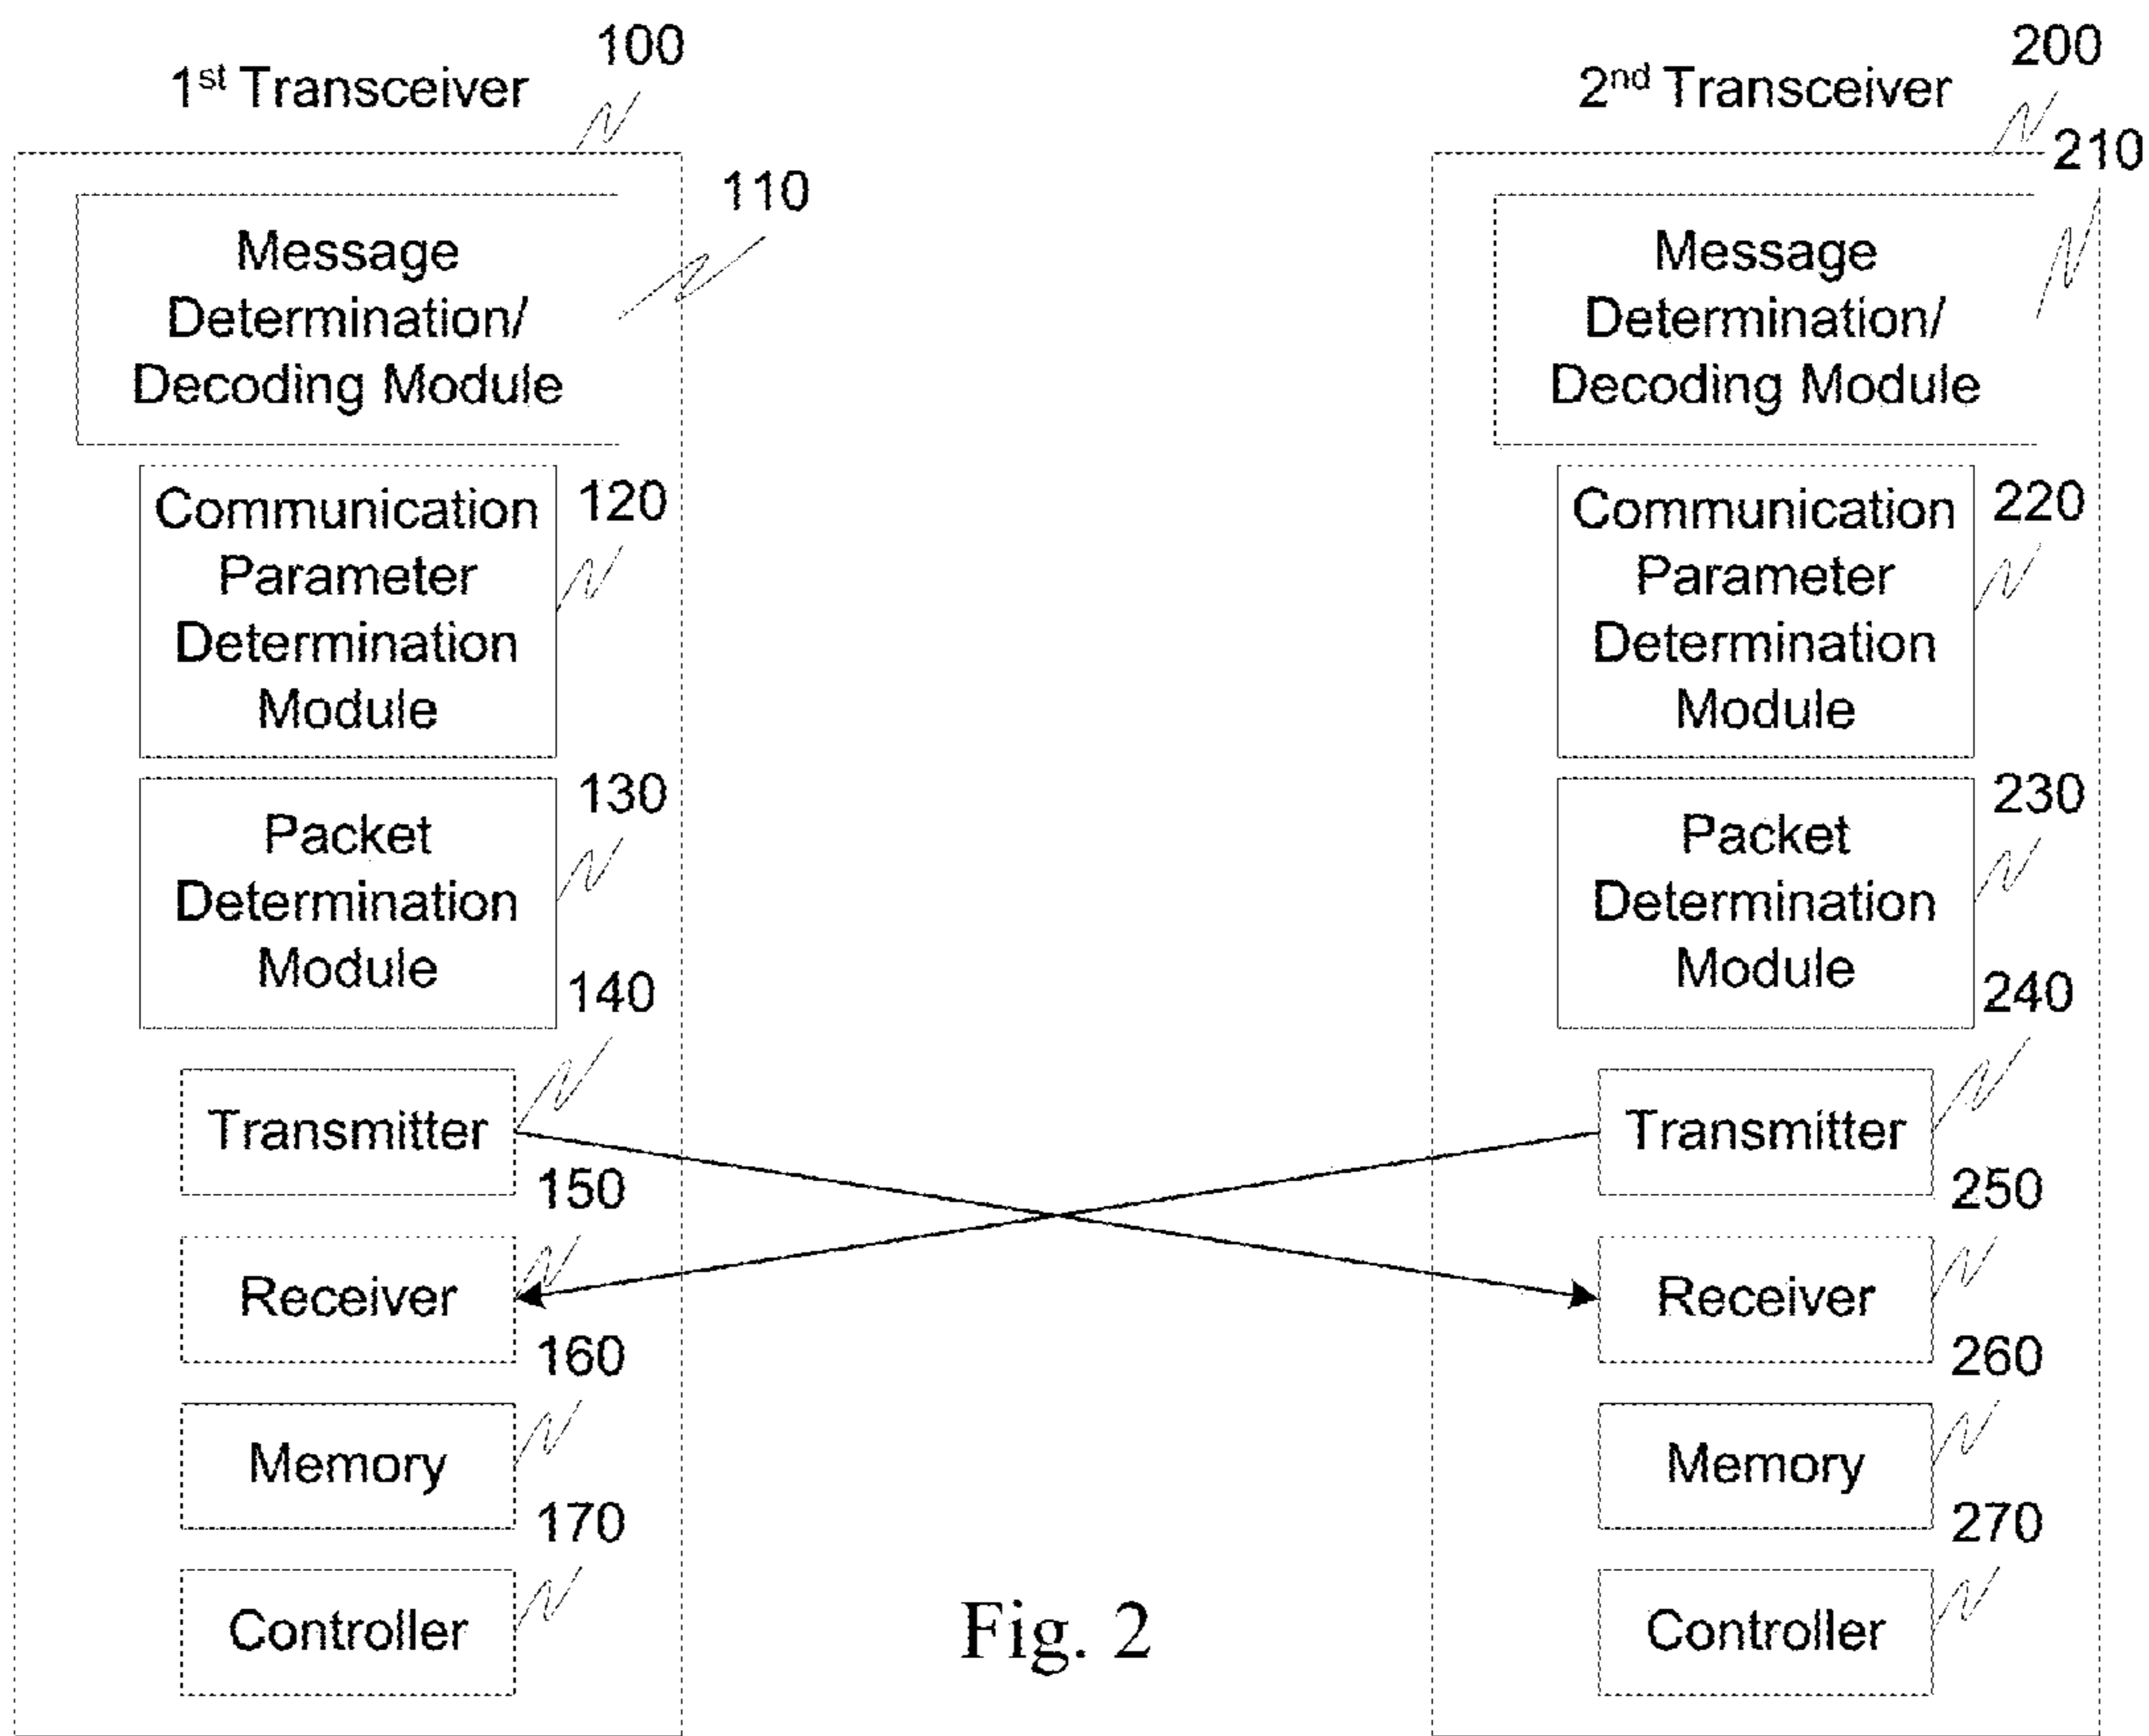 100
1st Transceiver
110
Message
Determination/
Decoding Module
120
Communication
Parameter
Determination
Module
130
Packet
Determination
Module
140
Transmitter
150
Receiver
160
Memory
170
Controller
200
2nd Transceiver
210
Message
Determination/
Decoding Module
220
Communication
Parameter
Determination
Module
230
Packet
Determination
Module
240
Transmitter
250
Receiver
260
Memory
270
Controller
Fig. 2